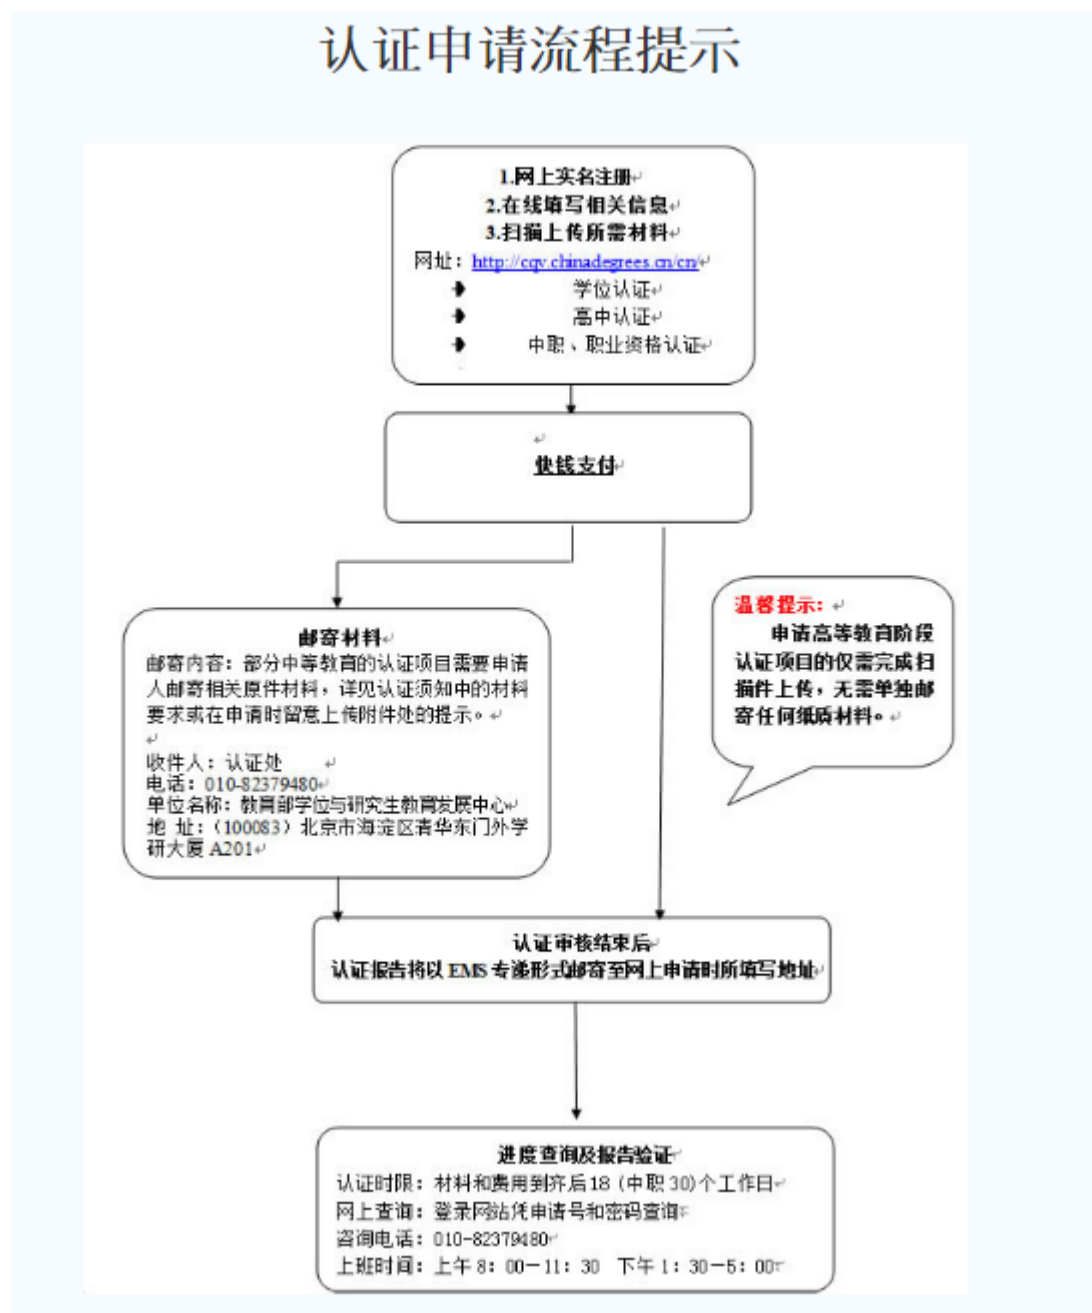 认证申请流程提示
1.网上实名注册
2.在线填写相关信息
3.扫描上传所需材料
网址：http://cqv.chinadegrees.cn/cn/
学位认证
高中认证
中职、职业资格认证
快钱支付
温馨提示：
申请高等教育阶段
认证项目的仅需完成扫
描件上传，无需单独邮
寄任何纸质材料。
邮寄材料
邮寄内容：部分中等教育的认证项目需要申请
人邮寄相关原件材料，详见认证须知中的材料
要求或在申请时留意上传附件处的提示。
收件人：认证处
电话：010-82379480
单位名称：教育部学位与研究生教育发展中心
地 址：（100083）北京市海淀区清华东门外学
研大厦 A201
认证审核结束后
认证报告将以 EMS 专递形式邮寄至网上申请时所填写地址
进度查询及报告验证
认证时限：材料和费用到齐后18（中职 30)个工作日
网上查询：登录网站凭申请号和密码查询
咨询电话：010-82379480
上班时间：上午 8：00—11：30 下午 1：30—5：00